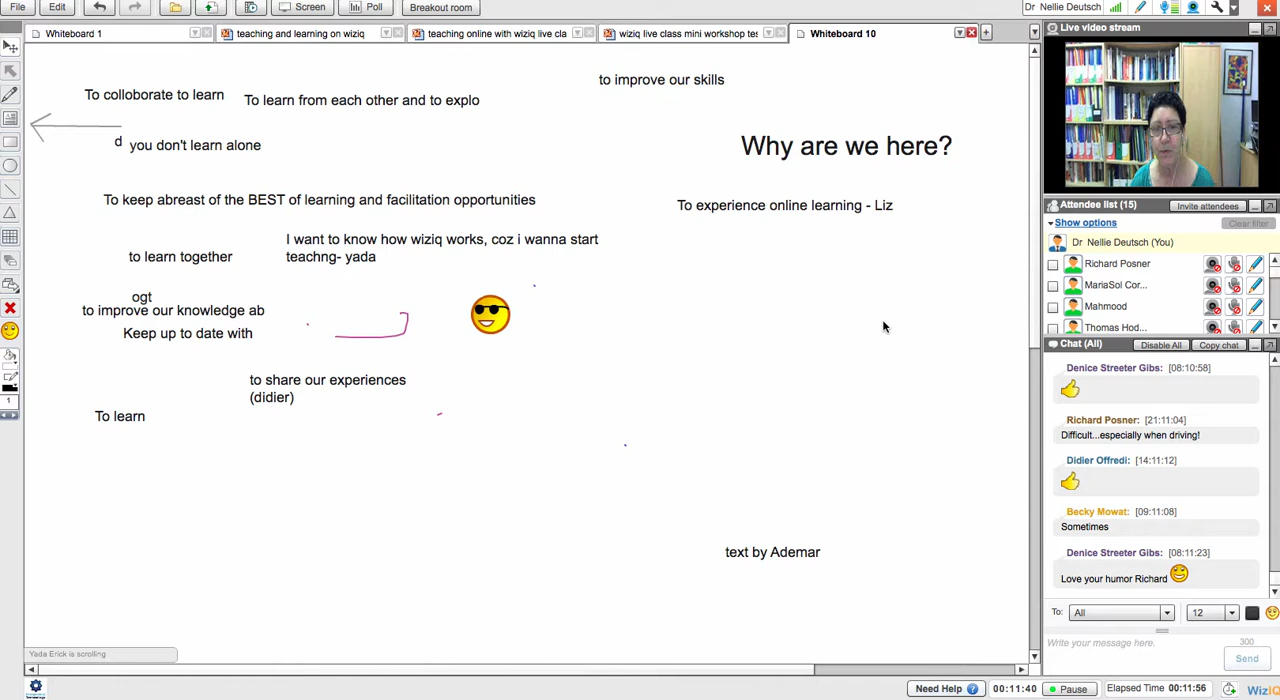 File
Edit
Screen
Poll
Breakout room
Dr Nellie Deutsch
Whiteboard 1
teaching and learning on wiziq
teaching online with wiziq live cla
wiziq live class mini workshop tes
Whiteboard 10
to improve our skills
To colloborate to learn
To learn from each other and to explo
d you don't learn alone
Why are we here?
To keep abreast of the BEST of learning and facilitation opportunities
To experience online learning - Liz
I want to know how wiziq works, coz i wanna start
teachng- yada
to learn together
ogt
to improve our knowledge ab
Keep up to date with
to share our experiences
(didier)
To learn
text by Ademar
1
Yada Erick is scrolling
Live video stream
Attendee list (15)
Invite attendees
Show options
Clear filter
Dr Nellie Deutsch (You)
Richard Posner
MariaSol Cor...
Mahmood
Thomas Hod...
Chat (All)
Disable All
Copy chat
Denice Streeter Gibs: [08:10:58]
Richard Posner: [21:11:04]
Difficult...especially when driving!
Didier Offredi: [14:11:12]
Becky Mowat: [09:11:08]
Sometimes
Denice Streeter Gibs: [08:11:23]
Love your humor Richard
To: All 12
Write your message here.
300
Send
Need Help ?
00:11:40
Pause
Elapsed Time 00:11:56
WizIQ